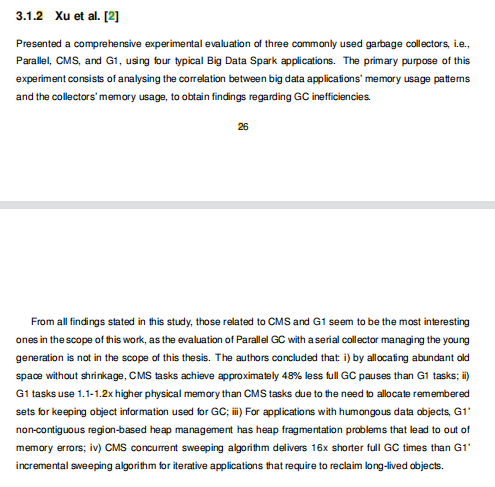 3.1.2 Xu et al. [2]
Presented a comprehensive experimental evaluation of three commonly used garbage collectors, i.e.,
Parallel, CMS, and G1, using four typical Big Data Spark applications. The primary purpose of this
experiment consists of analysing the correlation between big data applications' memory usage patterns
and the collectors' memory usage, to obtain findings regarding GC inefficiencies.
26
From all findings stated in this study, those related to CMS and G1 seem to be the most interesting
ones in the scope of this work, as the evaluation of Parallel GC with a serial collector managing the young
generation is not in the scope of this thesis. The authors concluded that: i) by allocating abundant old
space without shrinkage, CMS tasks achieve approximately 48% less full GC pauses than G1 tasks; ii)
G1 tasks use 1.1-1.2x higher physical memory than CMS tasks due to the need to allocate remembered
sets for keeping object information used for GC; iii) For applications with humongous data objects, G1'
non-contiguous region-based heap management has heap fragmentation problems that lead to out of
memory errors; iv) CMS concurrent sweeping algorithm delivers 16x shorter full GC times than G1'
incremental sweeping algorithm for iterative applications that require to reclaim long-lived objects.